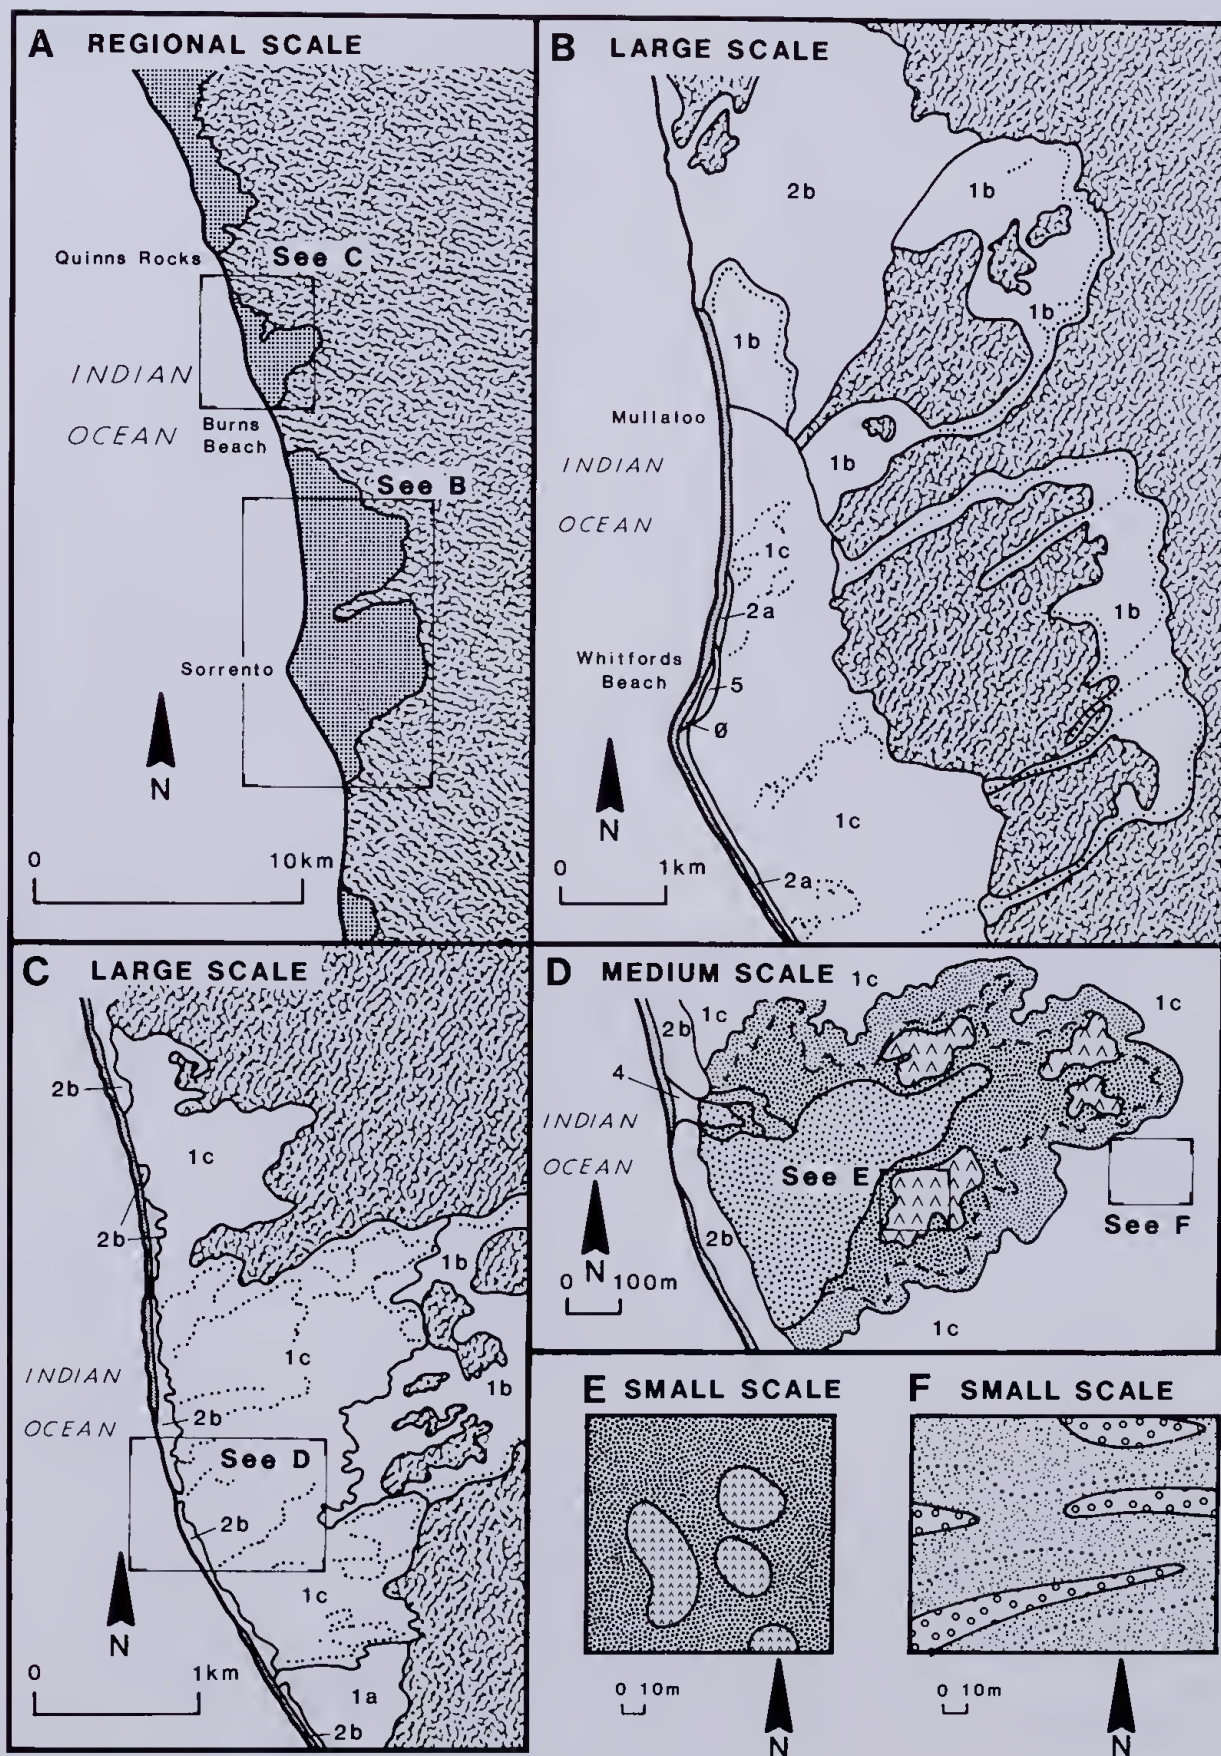 A REGIONAL SCALE
Quinns Rocks
See C
INDIAN
OCEAN
Burns
Beach
See B
Sorrento
N
0 10km
B LARGE SCALE
2b
1b
1b
1b
Mullaloo
1b
INDIAN
OCEAN
1c
2a
1b
Whitfords
Beach
5
Ø
N
1c
0 1km
2a
C LARGE SCALE
2b
1c
2b
2b
1b
1c
1b
INDIAN
OCEAN
2b
See D
2b
1c
N
0 1km
1a
2b
D MEDIUM SCALE
1c
1c
1c
2b
4
INDIAN
OCEAN
See E
See F
2b
N
0 100m
1c
E SMALL SCALE
0 10m
N
F SMALL SCALE
0 10m
N